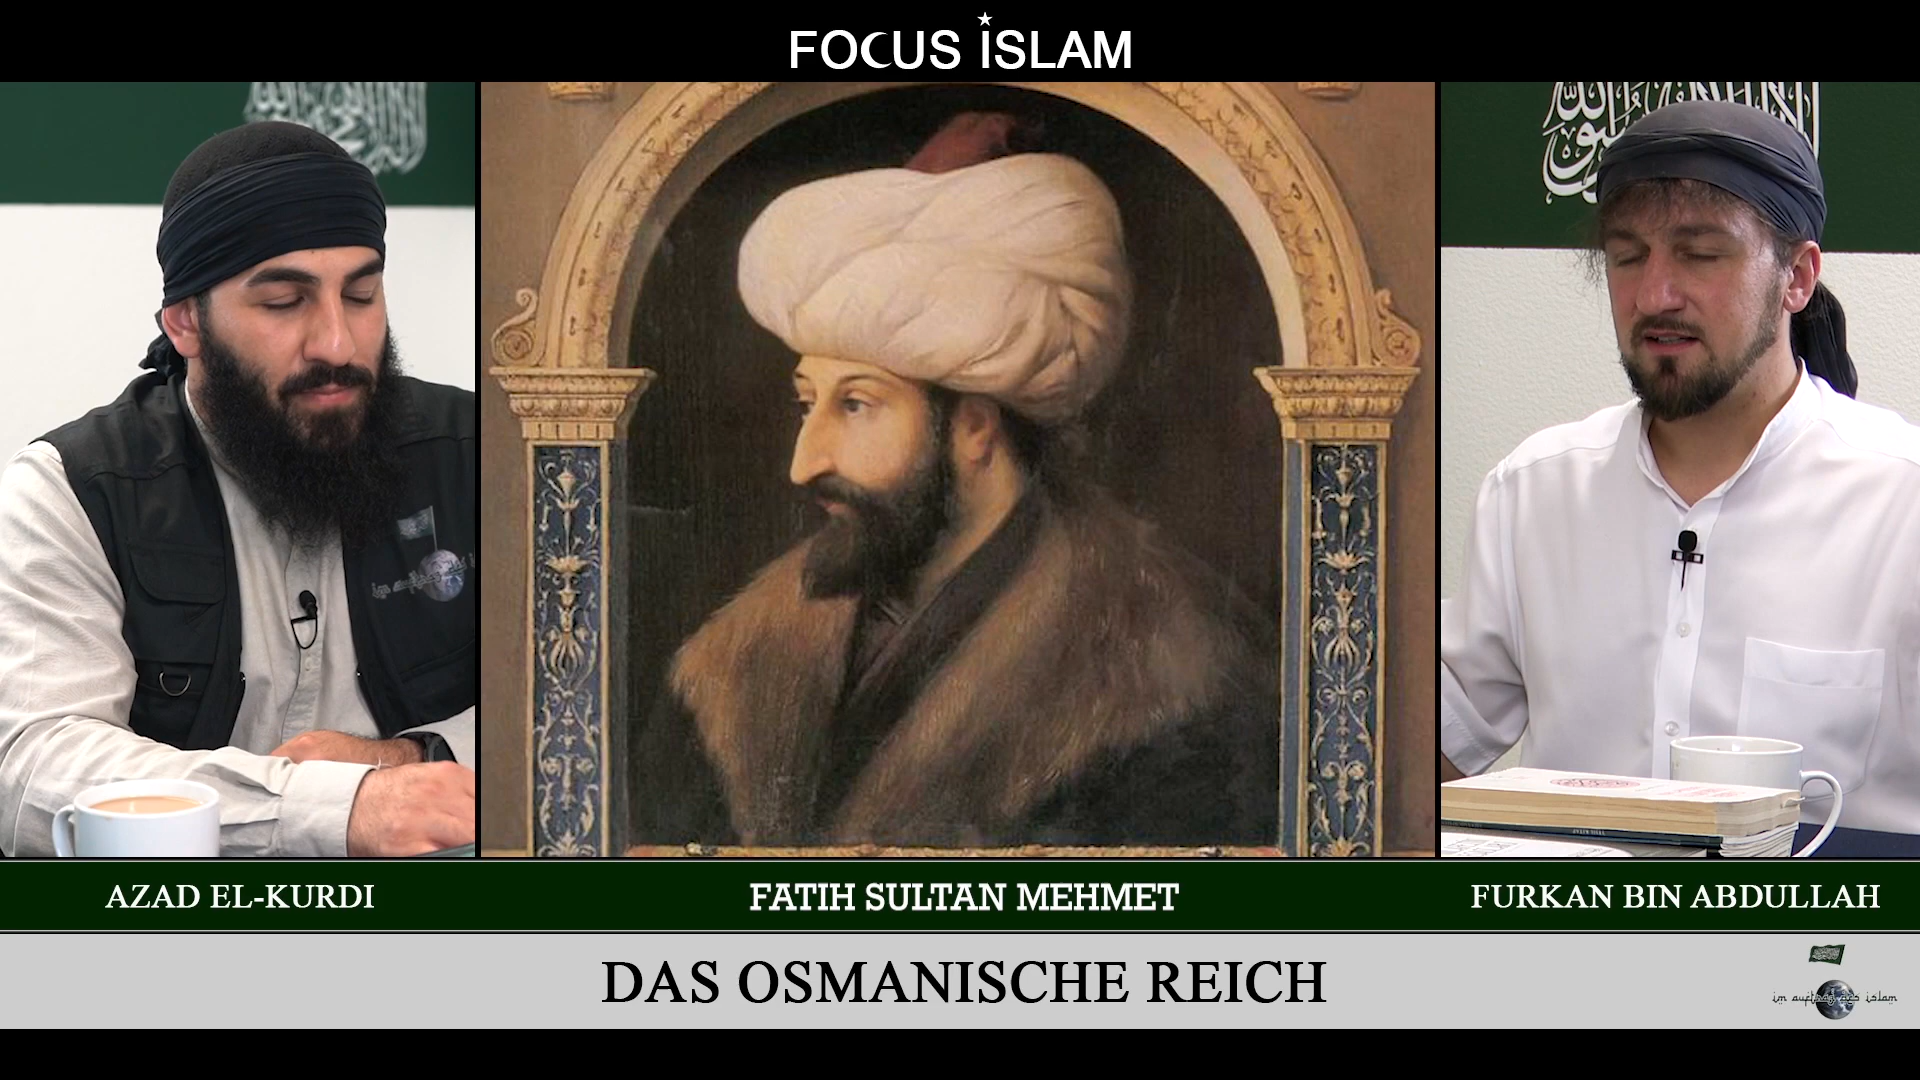 FOCUS İSLAM
AZAD EL-KURDI
FATIH SULTAN MEHMET
FURKAN BIN ABDULLAH
DAS OSMANISCHE REICH
im auftrag des islam